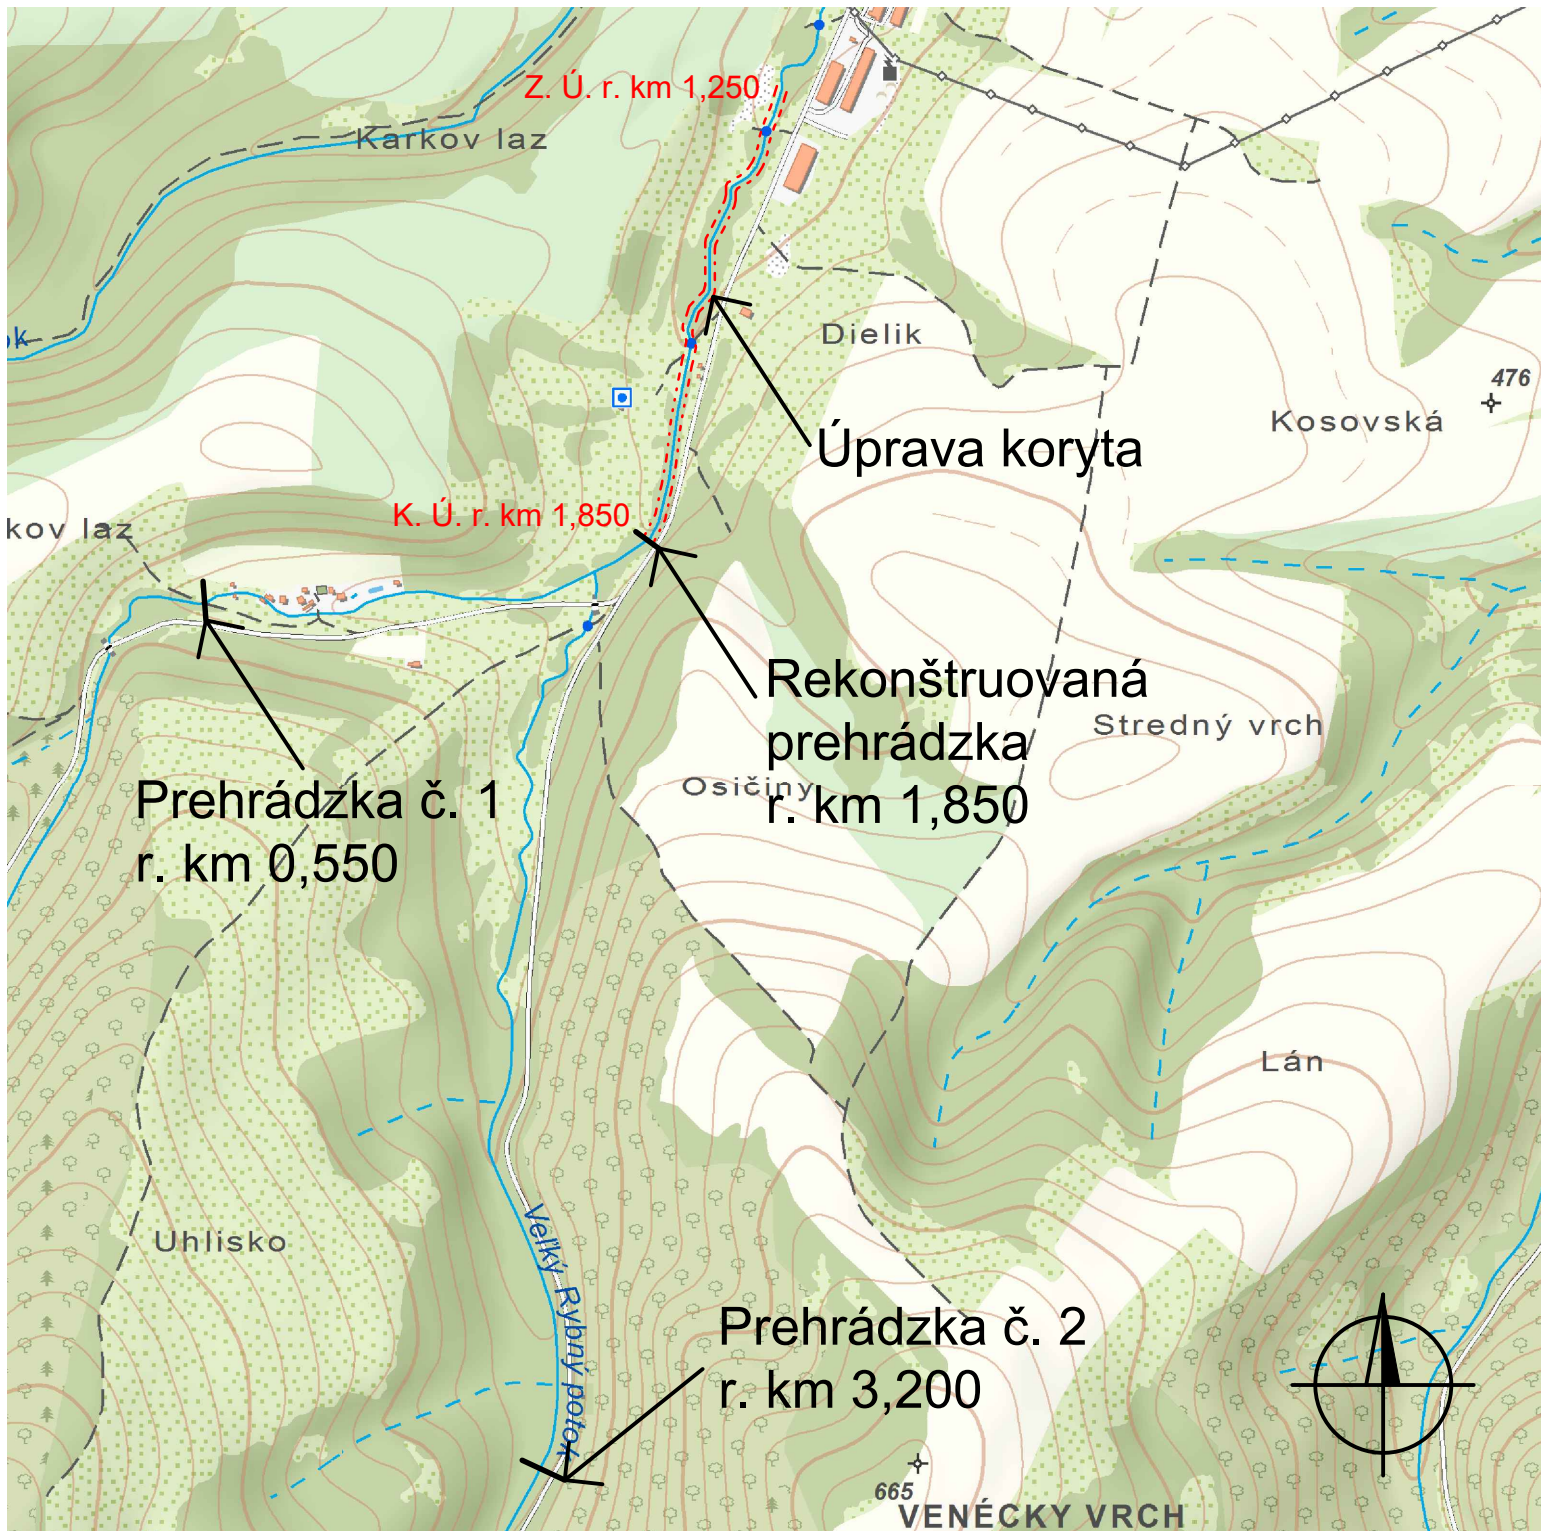 Z. Ú. r. km 1,250
Karkov laz
Dielik
476
Kosovská
Úprava koryta
K. Ú. r. km 1,850
kov laz
Rekonštruovaná
prehrádzka
r. km 1,850
Stredný vrch
Osičiny
Prehrádzka č. 1
r. km 0,550
Lán
Uhlisko
Veľký Rybný potok
Prehrádzka č. 2
r. km 3,200
665
VENÉCKY VRCH